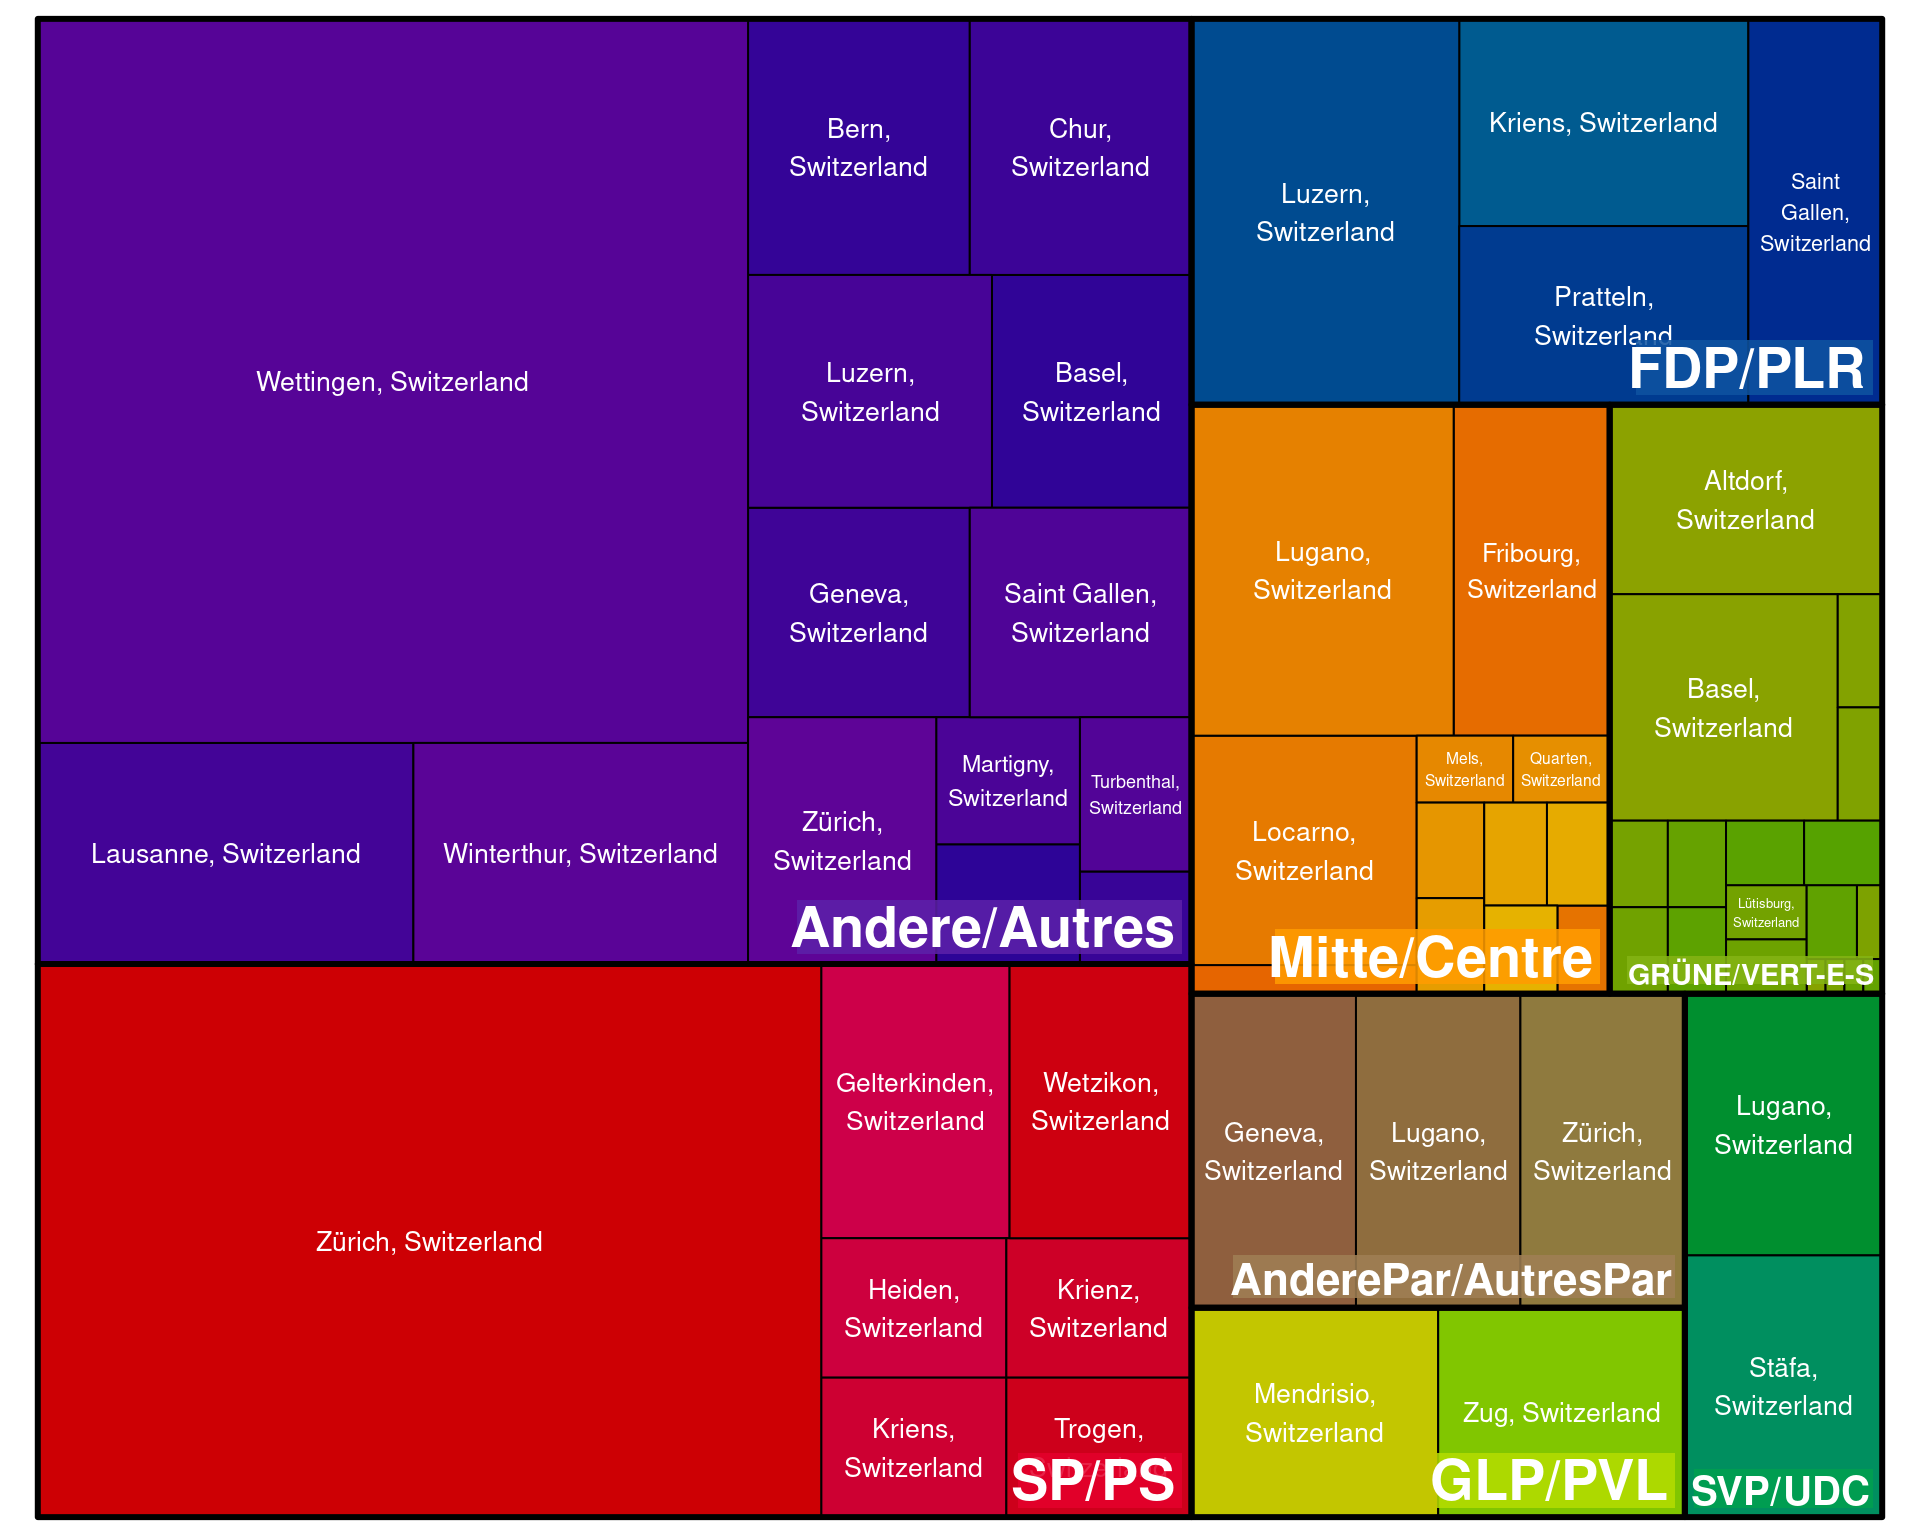 Wettingen, Switzerland
Bern,
Switzerland
Chur,
Switzerland
Luzern,
Switzerland
Basel,
Switzerland
Geneva,
Switzerland
Saint Gallen,
Switzerland
Lausanne, Switzerland
Winterthur, Switzerland
Zürich,
Switzerland
Martigny,
Switzerland
Turbenthal,
Switzerland
Andere/Autres
Zürich, Switzerland
Gelterkinden,
Switzerland
Wetzikon,
Switzerland
Heiden,
Switzerland
Krienz,
Switzerland
Kriens,
Switzerland
Trogen,
SP/PS
Luzern,
Switzerland
Kriens, Switzerland
Pratteln,
Switzerland
Saint
Gallen,
Switzerland
FDP/PLR
Lugano,
Switzerland
Fribourg,
Switzerland
Locarno,
Switzerland
Mels,
Switzerland
Quarten,
Switzerland
Mitte/Centre
Altdorf,
Switzerland
Basel,
Switzerland
Lütisburg,
Switzerland
GRÜNE/VERT-E-S
Geneva,
Switzerland
Lugano,
Switzerland
Zürich,
Switzerland
AnderePar/AutresPar
Mendrisio,
Switzerland
Zug, Switzerland
GLP/PVL
Lugano,
Switzerland
Stäfa,
Switzerland
SVP/UDC